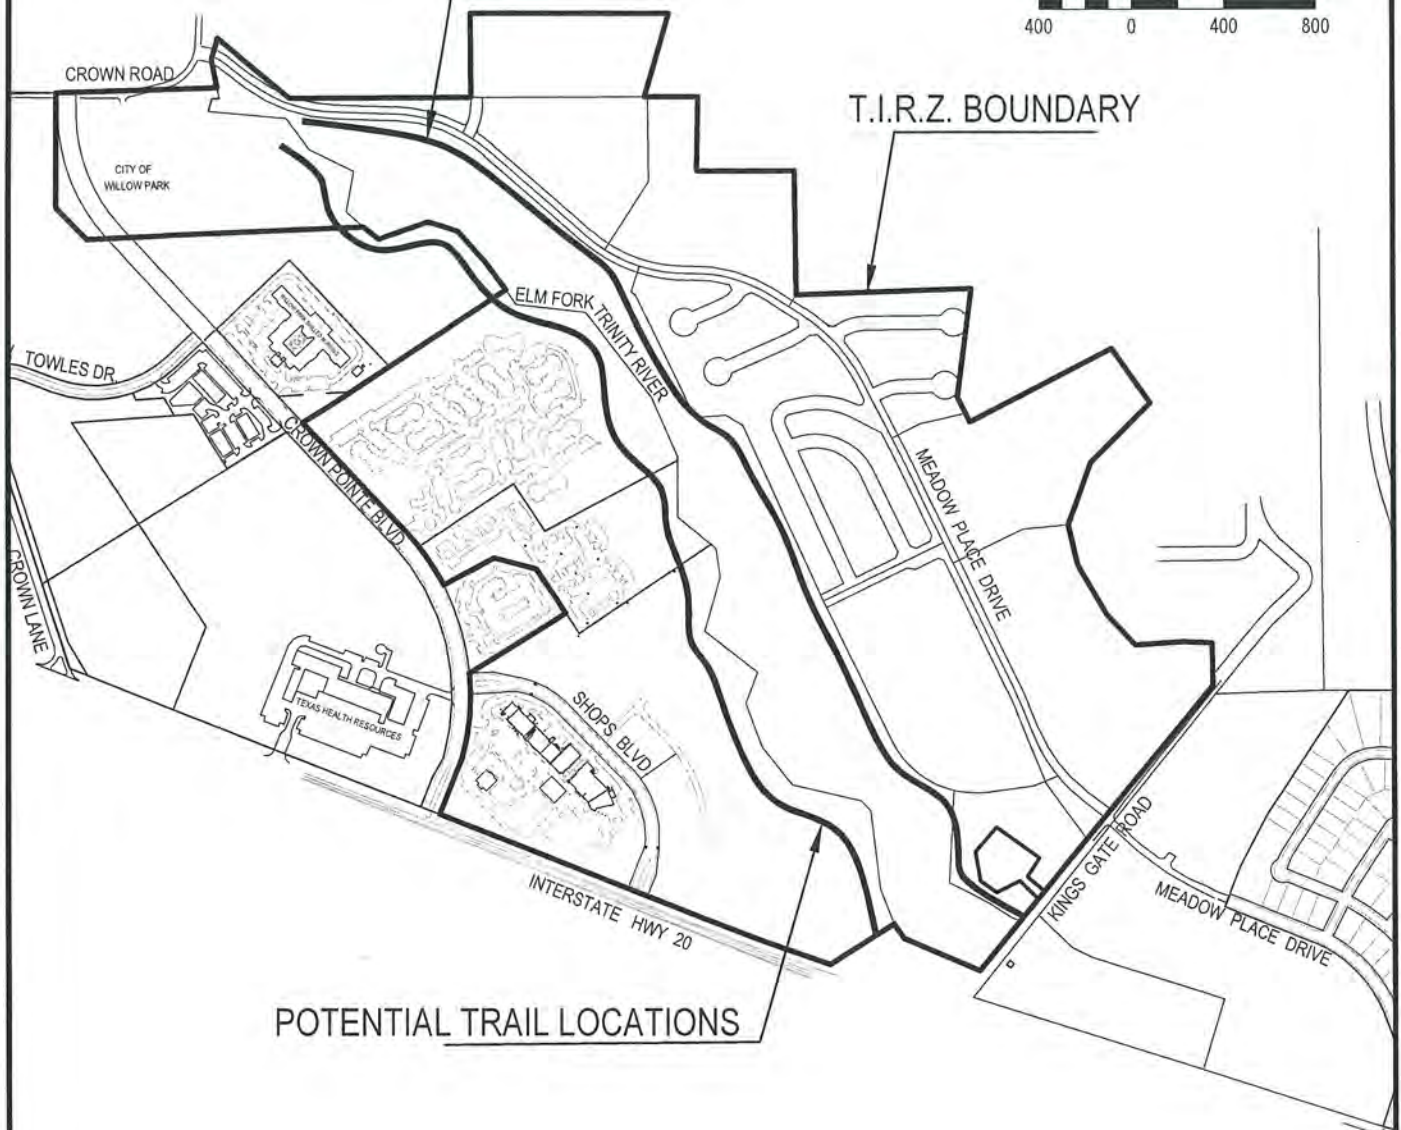 400 0 400 800
CROWN ROAD
T.I.R.Z. BOUNDARY
CITY OF
WILLOW PARK
ELM FORK TRINITY RIVER
TOWLES DR.
CROWN POINTE BLVD.
MEADOW PLACE DRIVE
CROWN LANE
TEXAS HEALTH RESOURCES
SHOPS BLVD
KINGS GATE ROAD
INTERSTATE HWY 20
MEADOW PLACE DRIVE
POTENTIAL TRAIL LOCATIONS